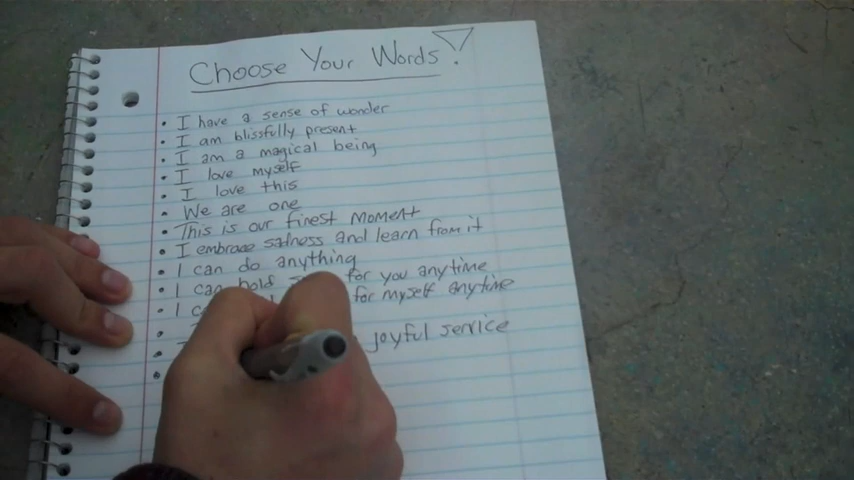 Choose Your Words!
• I have a sense of wonder
• I am blissfully present
• I am a magical being
• I love myself
• I love this
• We are one
• This is our finest moment
• I embrace sadness and learn from it
• I can do anything
• I can hold for you anytime
• I for myself anytime
•
• joyful service
•